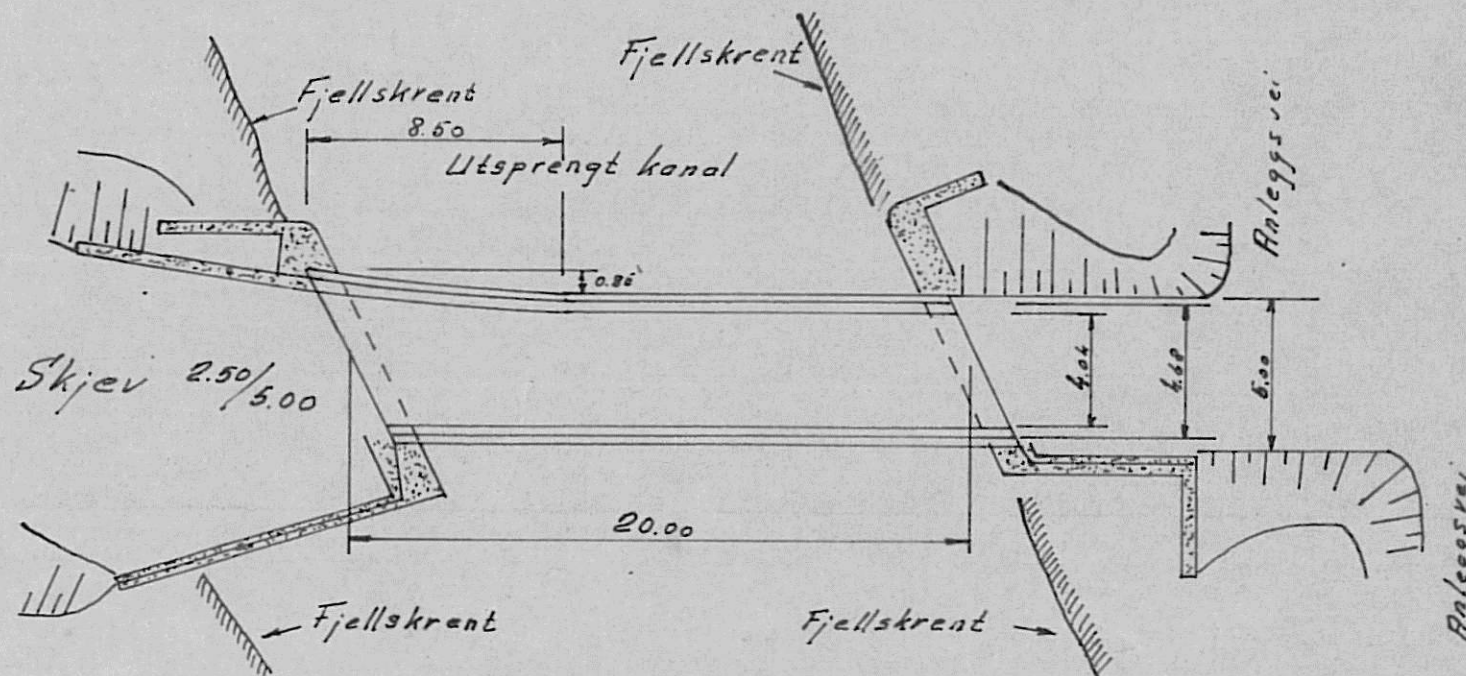 Fjellskrent
Fjellskrent
8.50
Utsprengt kanal
Anleggsvei
0.86
Skjev 2.50/5.00
4.04
4.68
5.00
20.00
Fjellskrent
Fjellskrent
Anleggsvei